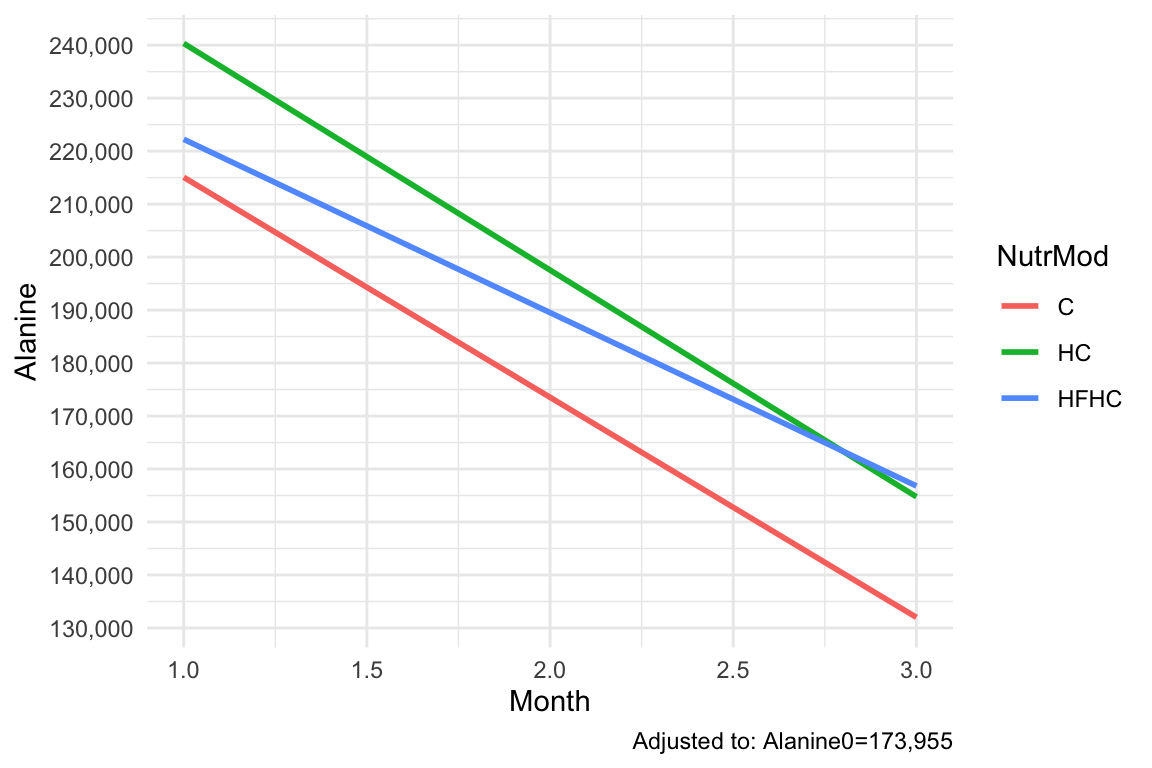 240,000
230,000
220,000
210,000
200,000
190,000
180,000
170,000
160,000
150,000
140,000
130,000
Alanine
1.0 1.5 2.0 2.5 3.0
Month
NutrMod
C
HC
HFHC
Adjusted to: Alanine0=173,955